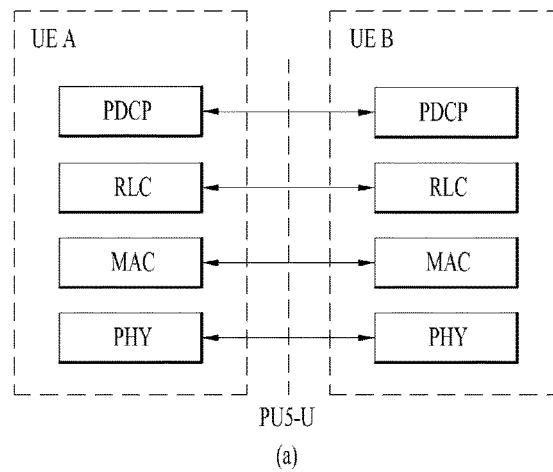 UE A
UE B
PDCP
PDCP
RLC
RLC
MAC
MAC
PHY
PHY
PU5-U
(a)